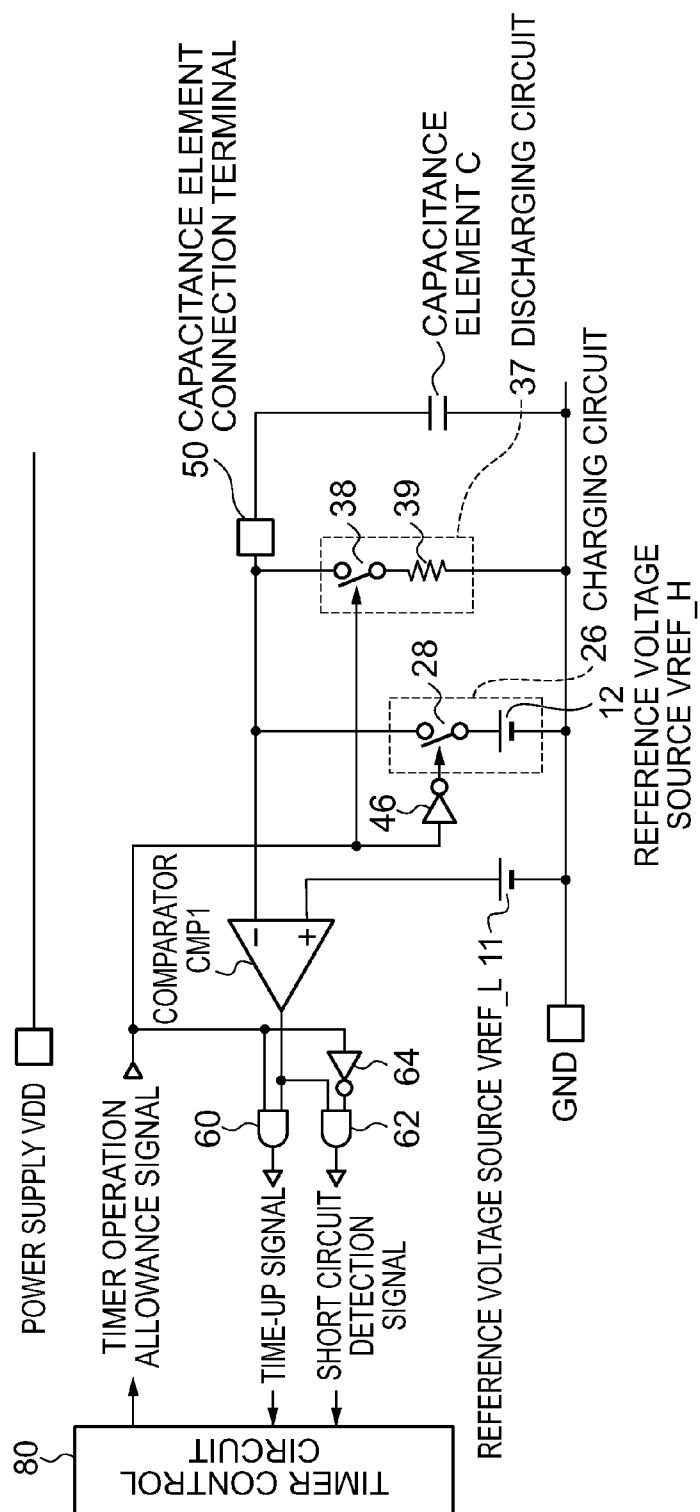 POWER SUPPLY VDD
TIMER OPERATION
ALLOWANCE SIGNAL
80
TIMER CONTROL
CIRCUIT
TIME-UP SIGNAL
SHORT CIRCUIT
DETECTION
SIGNAL
60
62
64
COMPARATOR
CMP1
−
+
46
28
38
39
50 CAPACITANCE ELEMENT
CONNECTION TERMINAL
CAPACITANCE
ELEMENT C
37 DISCHARGING CIRCUIT
26 CHARGING CIRCUIT
12
REFERENCE VOLTAGE
SOURCE VREF_H
REFERENCE VOLTAGE SOURCE VREF_L 11
GND